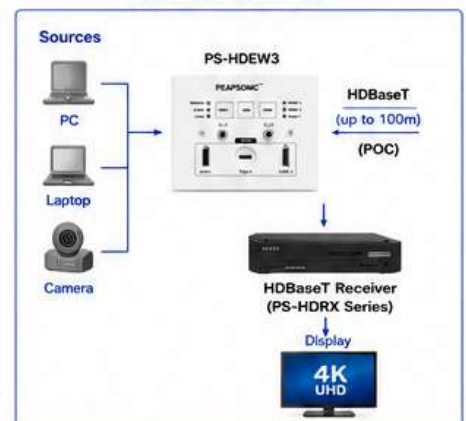 Sources
PC
Laptop
Camera
PS-HDEW3
PEAPSOMC™
HDBaseT
(up to 100m)
(POC)
HDBaseT Receiver
(PS-HDRX Series)
Display
4K
UHD